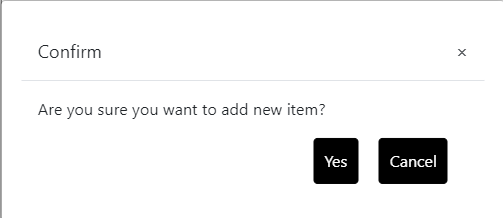 Confirm ×
Are you sure you want to add new item?
Yes Cancel